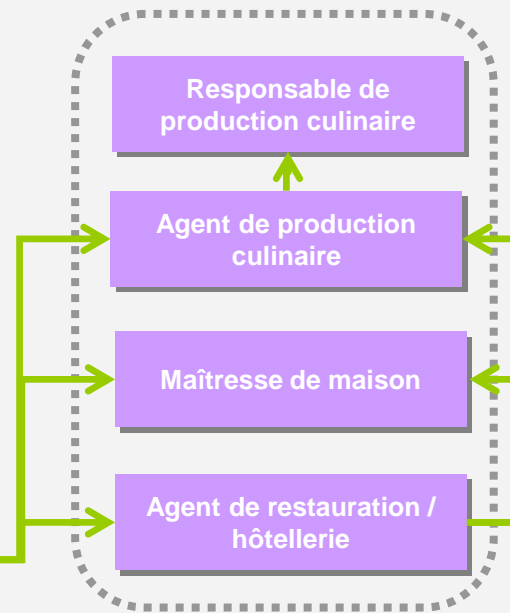 Responsable de
production culinaire
Agent de production
culinaire
Maîtresse de maison
Agent de restauration /
hôtellerie